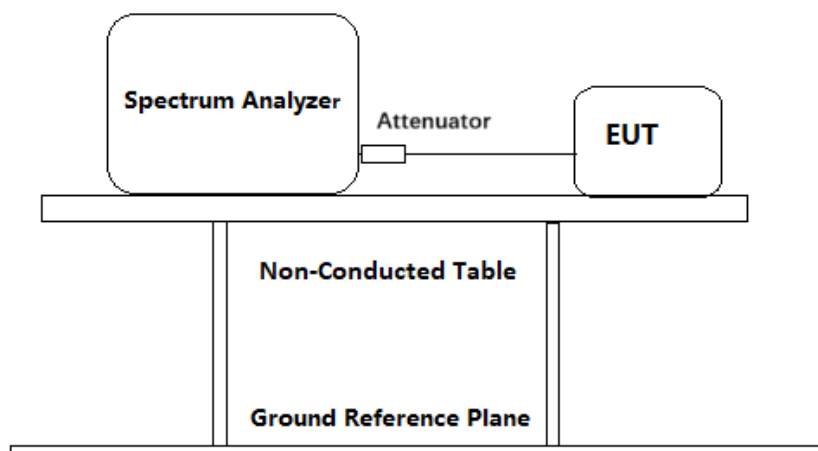 Spectrum Analyzer
Attenuator
EUT
Non-Conducted Table
Ground Reference Plane